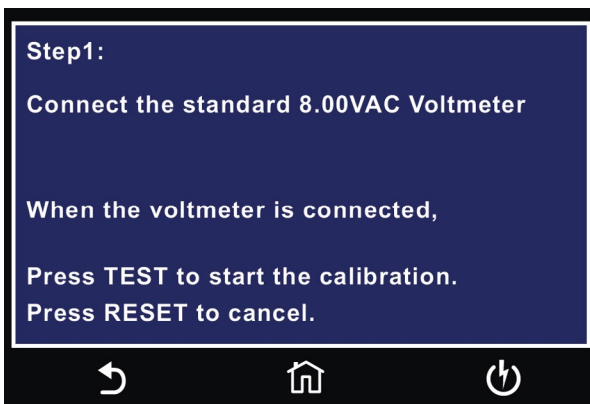 Step1:
Connect the standard 8.00VAC Voltmeter
When the voltmeter is connected,
Press TEST to start the calibration.
Press RESET to cancel.